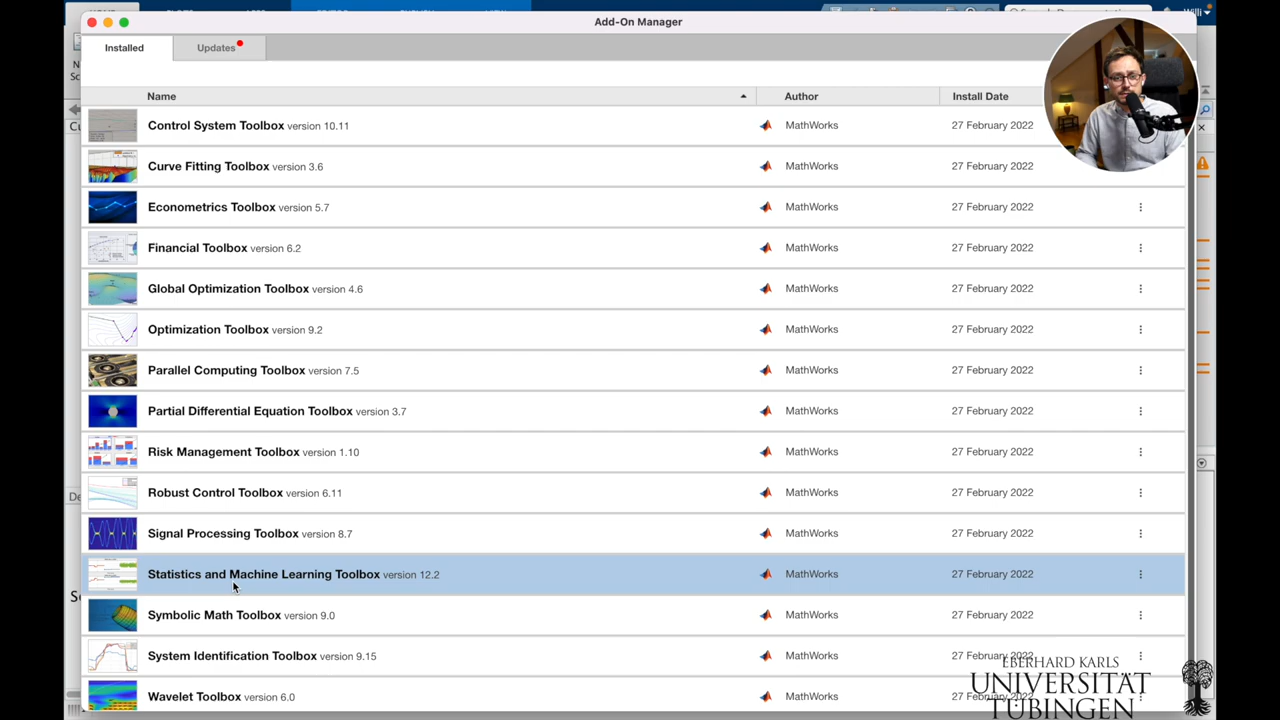 Add-On Manager
Installed
Updates
Name
Author
Install Date
Control System Toolbox version 10.11 MathWorks 27 February 2022
Curve Fitting Toolbox version 3.6 MathWorks 27 February 2022
Econometrics Toolbox version 5.7 MathWorks 27 February 2022
Financial Toolbox version 6.2 MathWorks 27 February 2022
Global Optimization Toolbox version 4.6 MathWorks 27 February 2022
Optimization Toolbox version 9.2 MathWorks 27 February 2022
Parallel Computing Toolbox version 7.5 MathWorks 27 February 2022
Partial Differential Equation Toolbox version 3.7 MathWorks 27 February 2022
Risk Management Toolbox version 1.10 MathWorks 27 February 2022
Robust Control Toolbox version 6.11 MathWorks 27 February 2022
Signal Processing Toolbox version 8.7 MathWorks 27 February 2022
Statistics and Machine Learning Toolbox version 12.2 MathWorks 27 February 2022
Symbolic Math Toolbox version 9.0 MathWorks 27 February 2022
System Identification Toolbox version 9.15 MathWorks 27 February 2022
Wavelet Toolbox version 6.0 MathWorks 27 February 2022
EBERHARD KARLS
UNIVERSITÄT
TÜBINGEN